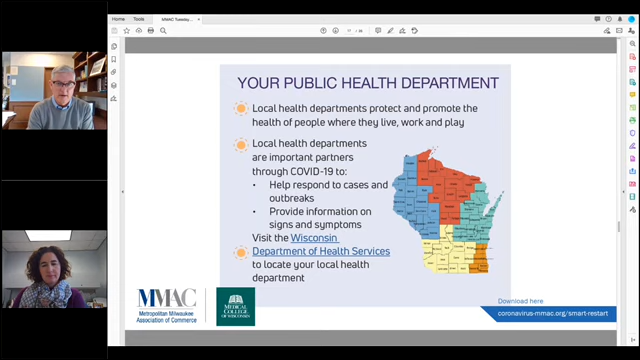 Home
Tools
MMAC Tuesday...
YOUR PUBLIC HEALTH DEPARTMENT
Local health departments protect and promote the
health of people where they live, work and play
Local health departments
are important partners
through COVID-19 to:
• Help respond to cases and
outbreaks
• Provide information on
signs and symptoms
Visit the Wisconsin
Department of Health Services
to locate your local health
department
MMAC
Metropolitan Milwaukee
Association of Commerce
MEDICAL
COLLEGE
OF WISCONSIN
Download here
coronavirus-mmac.org/smart-restart